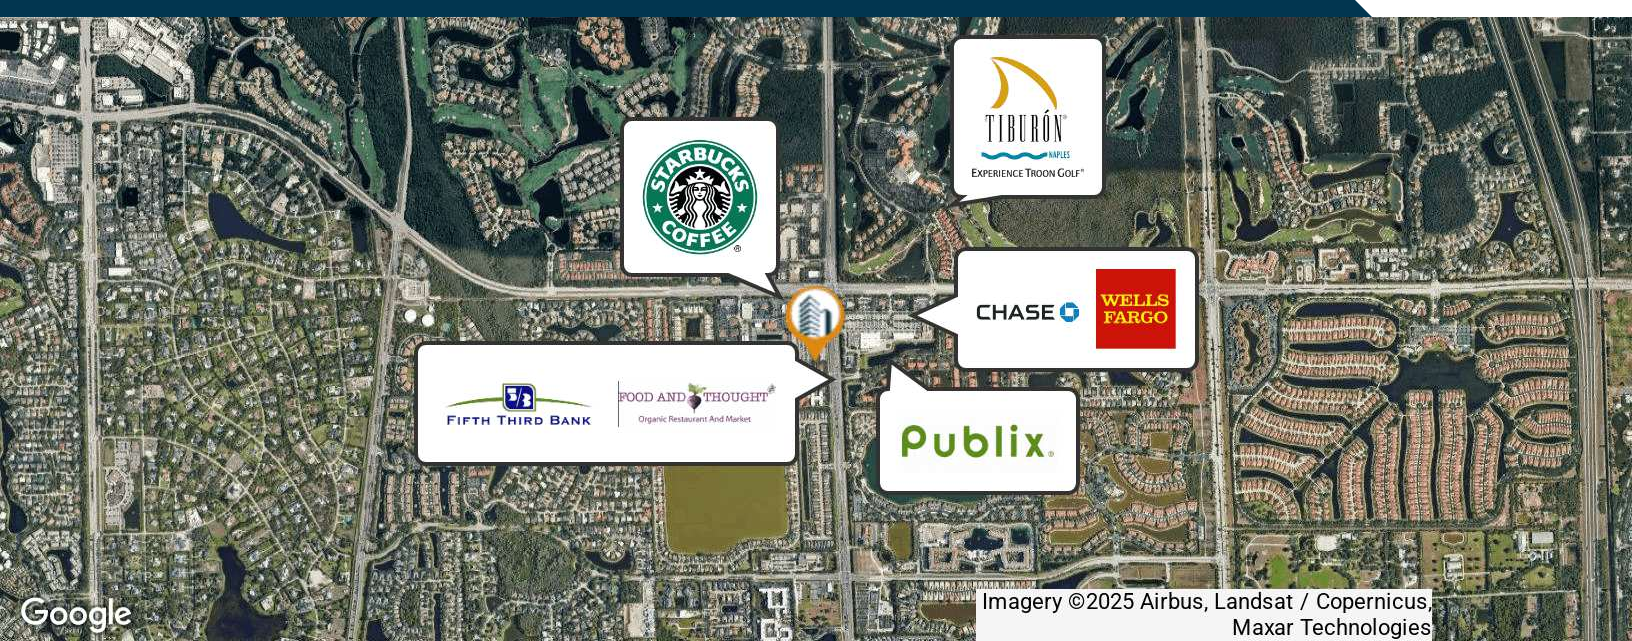 TIBURÓN®
NAPLES
EXPERIENCE TROON GOLF℠
STARBUCKS
COFFEE
®
CHASE
WELLS
FARGO
FIFTH THIRD BANK
FOOD AND THOUGHT
Organic Restaurant And Market
Publix®
Google
Imagery ©2025 Airbus, Landsat / Copernicus,
Maxar Technologies